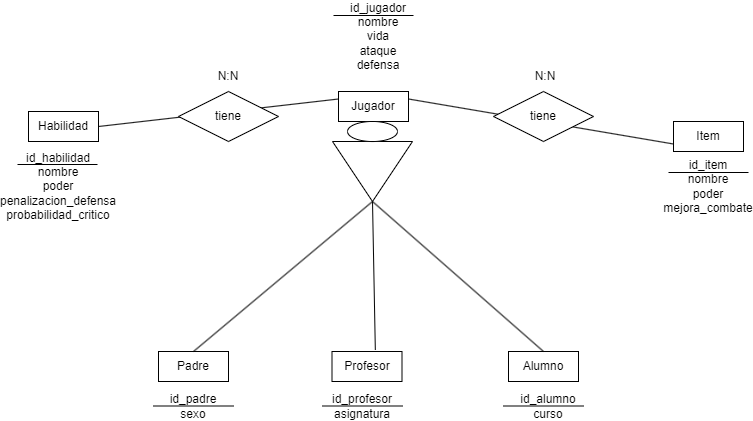 id_jugador
nombre
vida
ataque
defensa
N:N
N:N
Jugador
tiene
tiene
Habilidad
Item
id_habilidad
nombre
poder
penalizacion_defensa
probabilidad_critico
id_item
nombre
poder
mejora_combate
Padre
Profesor
Alumno
id_padre
sexo
id_profesor
asignatura
id_alumno
curso